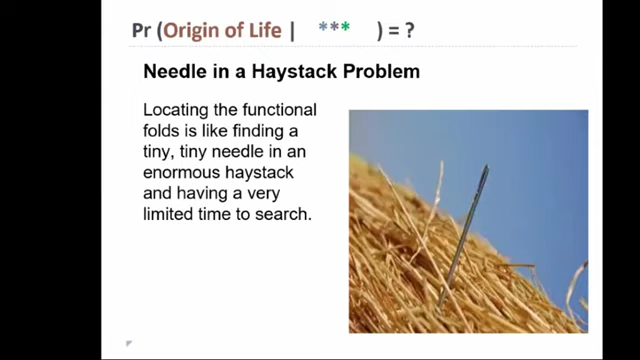 Pr (Origin of Life | *** ) = ?
Needle in a Haystack Problem
Locating the functional
folds is like finding a
tiny, tiny needle in an
enormous haystack
and having a very
limited time to search.